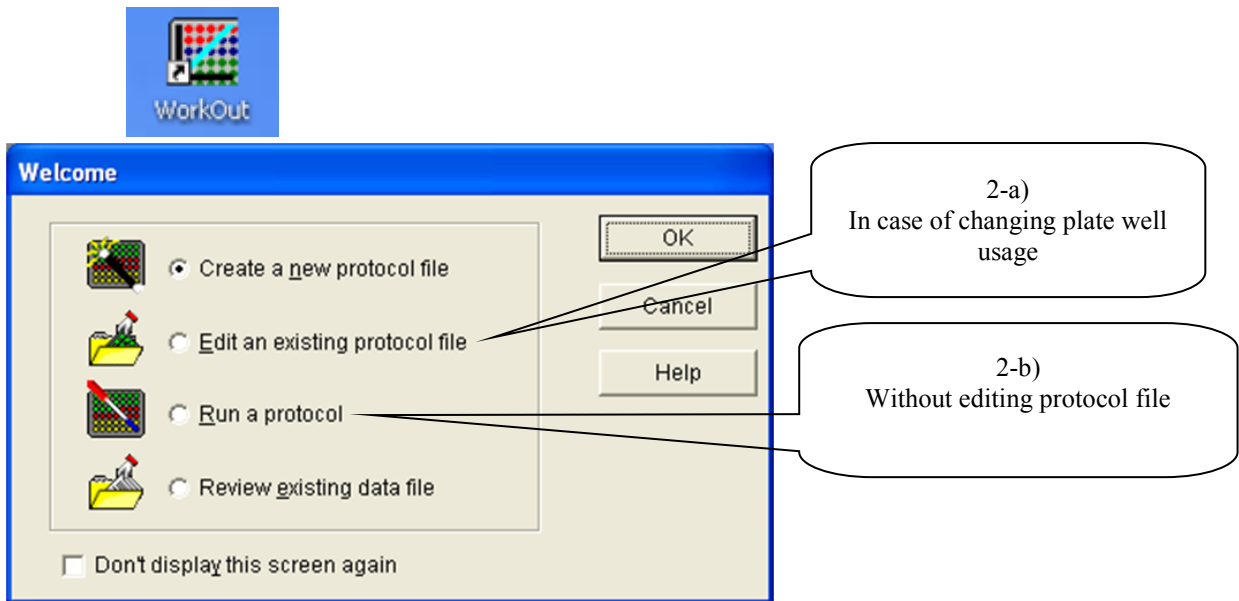 WorkOut
Welcome
Create a new protocol file
Edit an existing protocol file
Run a protocol
Review existing data file
Don't display this screen again
OK
Cancel
Help
2-a)
In case of changing plate well
usage
2-b)
Without editing protocol file